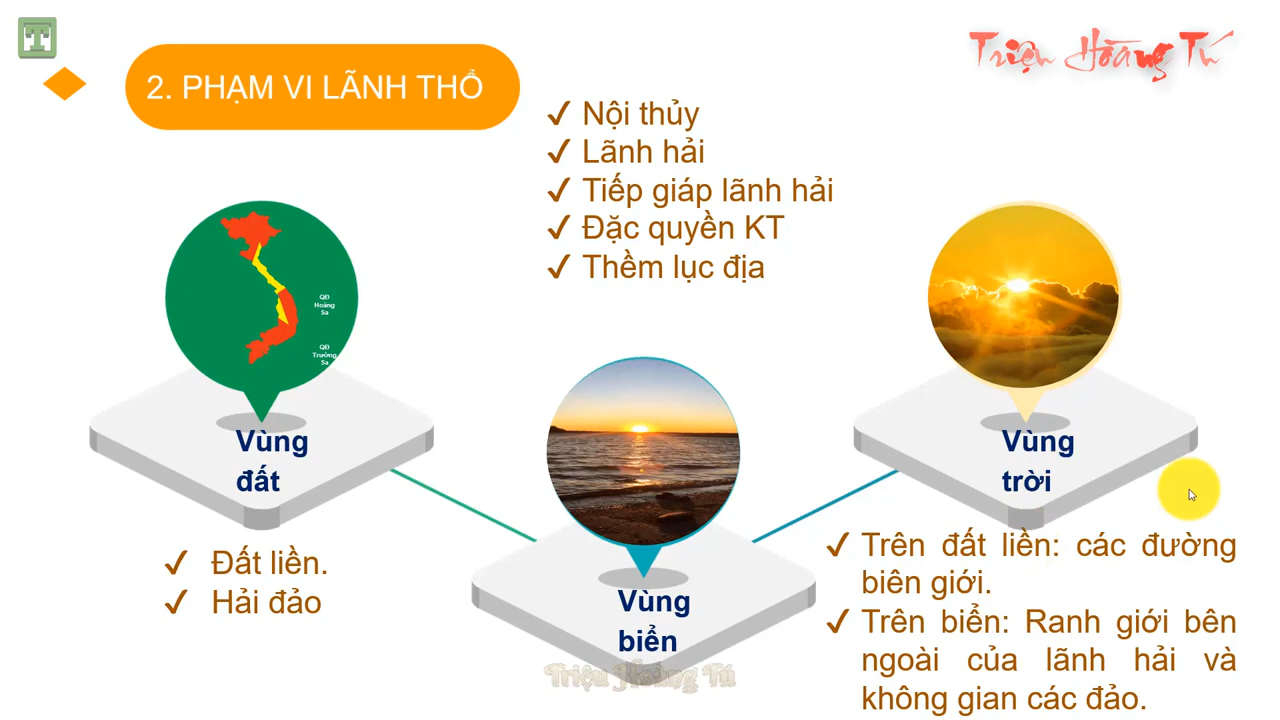 T
Triệu Hoàng Tú
2. PHẠM VI LÃNH THỔ
✓ Nội thủy
✓ Lãnh hải
✓ Tiếp giáp lãnh hải
✓ Đặc quyền KT
✓ Thềm lục địa
QĐ
Hoàng
Sa
QĐ
Trường
Sa
Vùng
đất
✓ Đất liền.
✓ Hải đảo
Vùng
biển
Triệu Hoàng Tú
Vùng
trời
✓ Trên đất liền: các đường
biên giới.
✓ Trên biển: Ranh giới bên
ngoài của lãnh hải và
không gian các đảo.